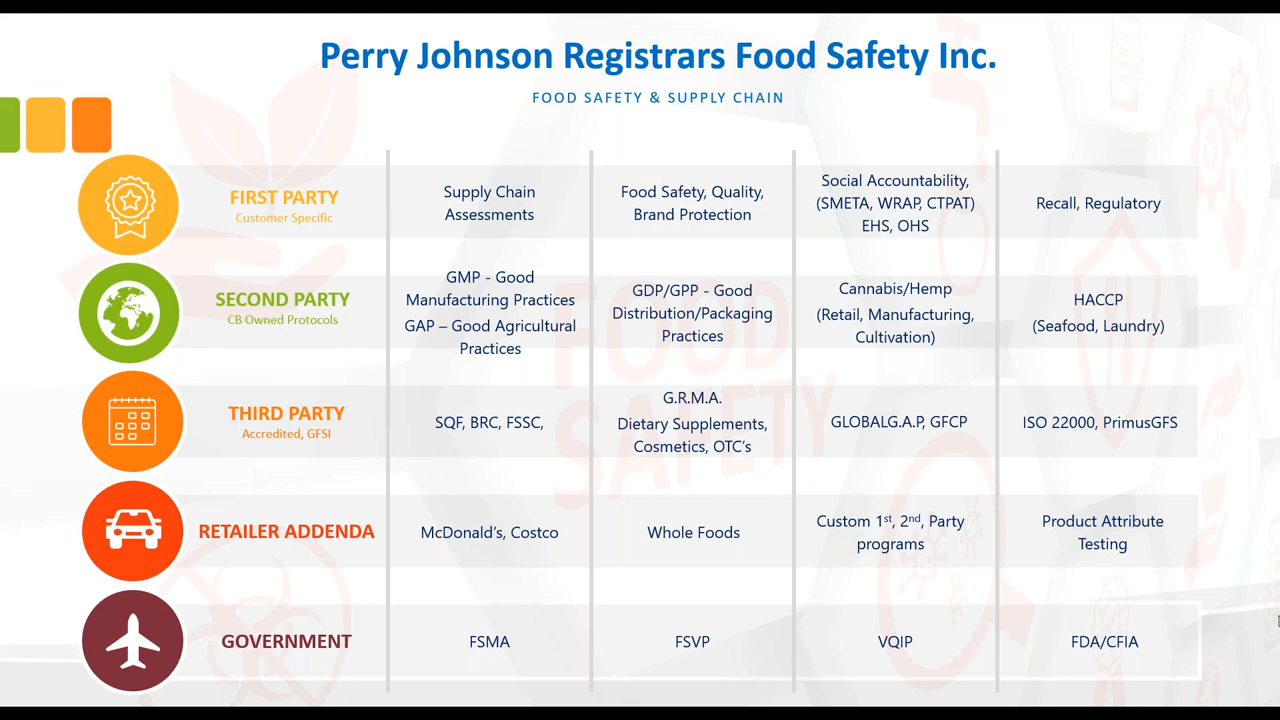 Perry Johnson Registrars Food Safety Inc.
FOOD SAFETY & SUPPLY CHAIN
FIRST PARTY
Customer Specific
Supply Chain
Assessments
Food Safety, Quality,
Brand Protection
Social Accountability,
(SMETA, WRAP, CTPAT)
EHS, OHS
Recall, Regulatory
SECOND PARTY
CB Owned Protocols
GMP - Good
Manufacturing Practices
GAP – Good Agricultural
Practices
GDP/GPP - Good
Distribution/Packaging
Practices
Cannabis/Hemp
(Retail, Manufacturing,
Cultivation)
HACCP
(Seafood, Laundry)
THIRD PARTY
Accredited, GFSI
SQF, BRC, FSSC,
G.R.M.A.
Dietary Supplements,
Cosmetics, OTC’s
GLOBALG.A.P, GFCP
ISO 22000, PrimusGFS
RETAILER ADDENDA
McDonald’s, Costco
Whole Foods
Custom 1st, 2nd, Party
programs
Product Attribute
Testing
GOVERNMENT
FSMA
FSVP
VQIP
FDA/CFIA
FOOD
SAFETY